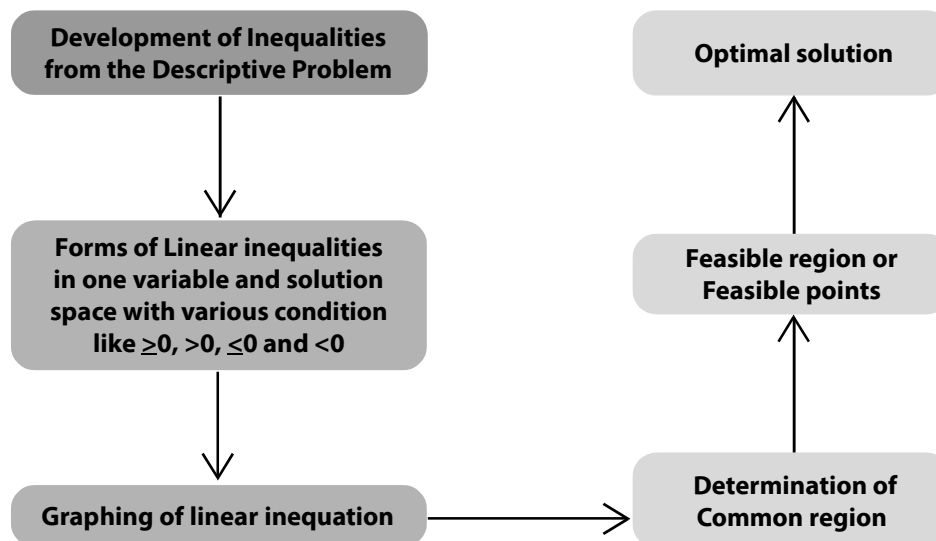 Development of Inequalities
from the Descriptive Problem
Forms of Linear inequalities
in one variable and solution
space with various condition
like ≥0, >0, ≤0 and <0
Graphing of linear inequation
Determination of
Common region
Feasible region or
Feasible points
Optimal solution